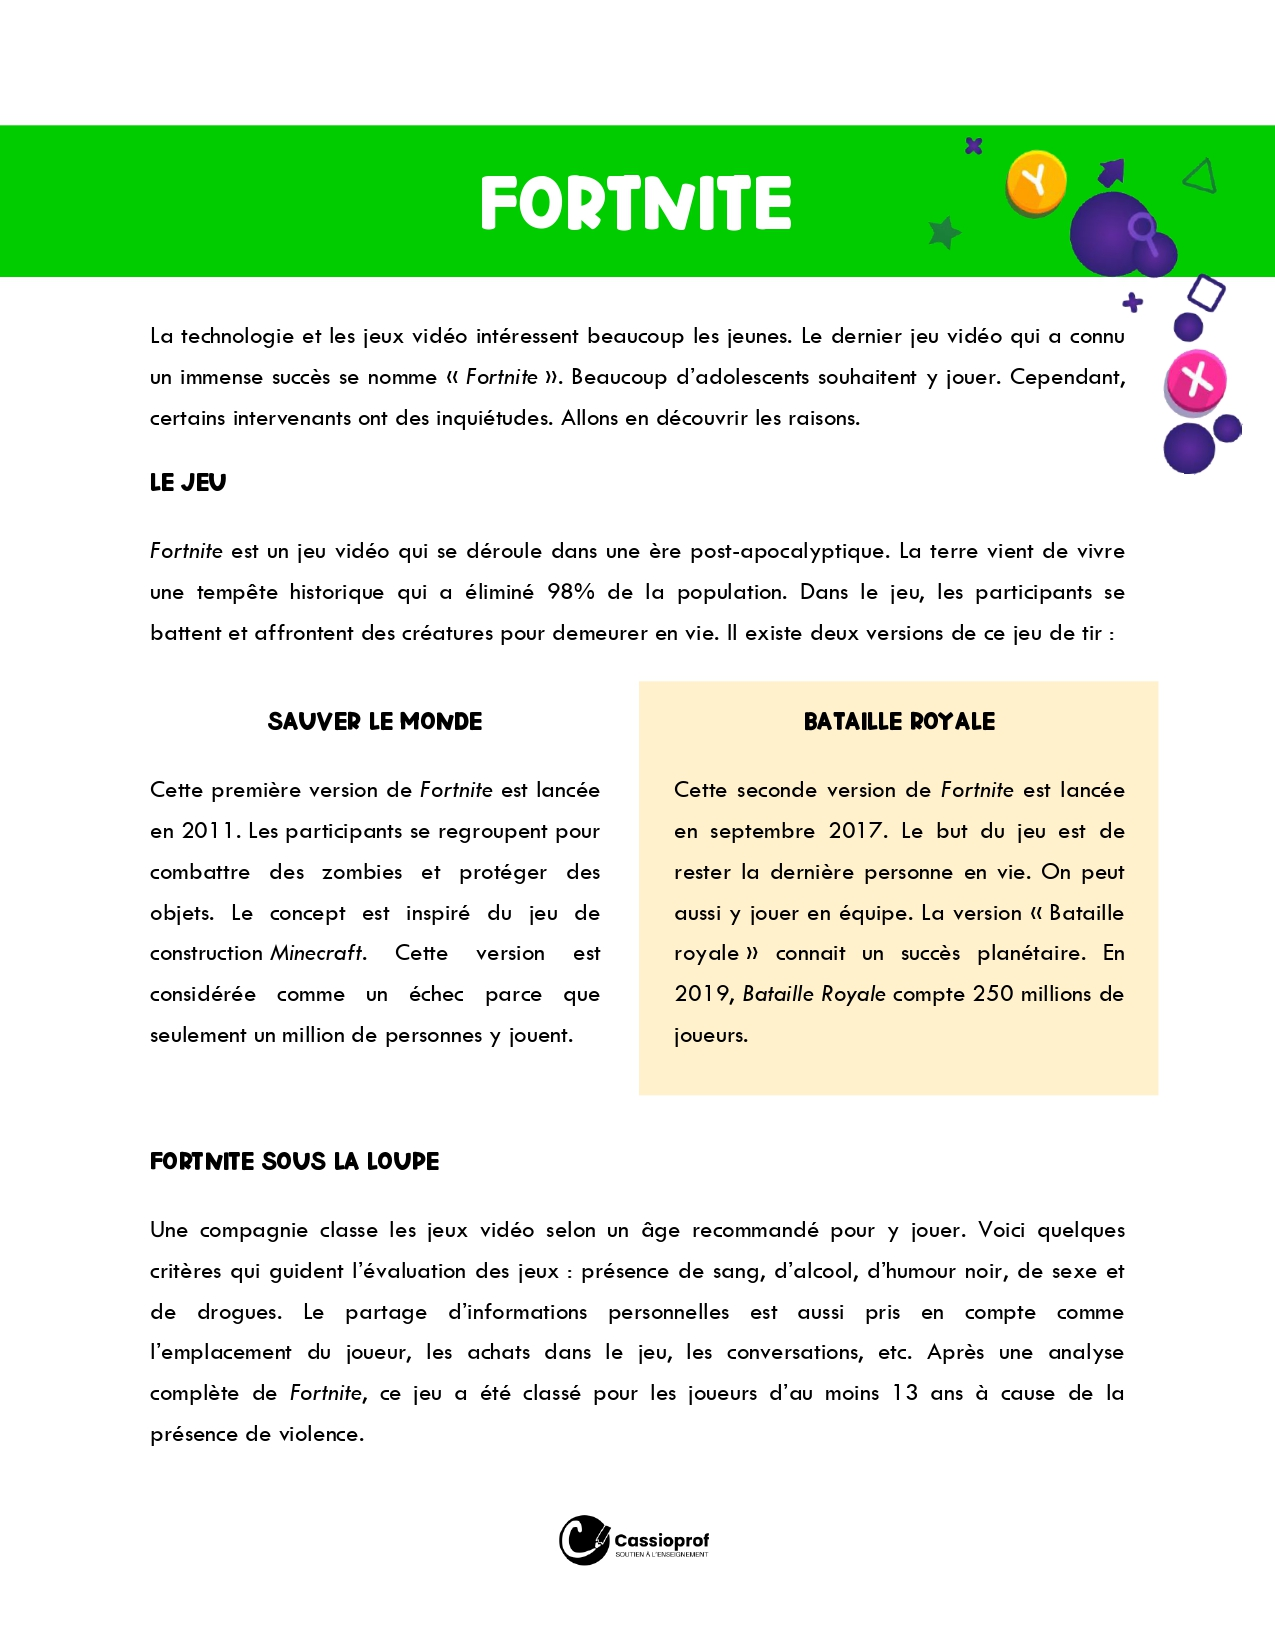 FORTNITE
Y
La technologie et les jeux vidéo intéressent beaucoup les jeunes. Le dernier jeu vidéo qui a connu
un immense succès se nomme « Fortnite ». Beaucoup d’adolescents souhaitent y jouer. Cependant,
certains intervenants ont des inquiétudes. Allons en découvrir les raisons.
X
LE JEU
Fortnite est un jeu vidéo qui se déroule dans une ère post-apocalyptique. La terre vient de vivre
une tempête historique qui a éliminé 98% de la population. Dans le jeu, les participants se
battent et affrontent des créatures pour demeurer en vie. Il existe deux versions de ce jeu de tir :
SAUVER LE MONDE
Cette première version de Fortnite est lancée
en 2011. Les participants se regroupent pour
combattre des zombies et protéger des
objets. Le concept est inspiré du jeu de
construction Minecraft. Cette version est
considérée comme un échec parce que
seulement un million de personnes y jouent.
BATAILLE ROYALE
Cette seconde version de Fortnite est lancée
en septembre 2017. Le but du jeu est de
rester la dernière personne en vie. On peut
aussi y jouer en équipe. La version « Bataille
royale » connait un succès planétaire. En
2019, Bataille Royale compte 250 millions de
joueurs.
FORTNITE SOUS LA LOUPE
Une compagnie classe les jeux vidéo selon un âge recommandé pour y jouer. Voici quelques
critères qui guident l’évaluation des jeux : présence de sang, d’alcool, d’humour noir, de sexe et
de drogues. Le partage d’informations personnelles est aussi pris en compte comme
l’emplacement du joueur, les achats dans le jeu, les conversations, etc. Après une analyse
complète de Fortnite, ce jeu a été classé pour les joueurs d’au moins 13 ans à cause de la
présence de violence.
Cassioprof
SOUTIEN À L’ENSEIGNEMENT